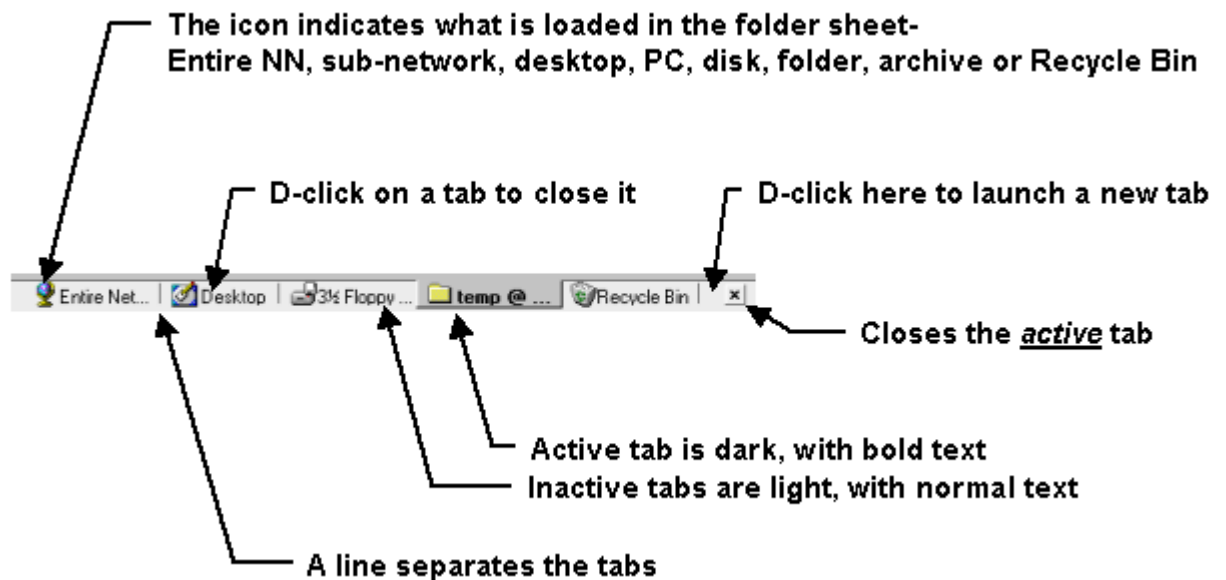 The icon indicates what is loaded in the folder sheet-
Entire NN, sub-network, desktop, PC, disk, folder, archive or Recycle Bin
D-click on a tab to close it
D-click here to launch a new tab
Entire Net... Desktop 3½ Floppy ... temp @ ... Recycle Bin x
Closes the active tab
Active tab is dark, with bold text
Inactive tabs are light, with normal text
A line separates the tabs